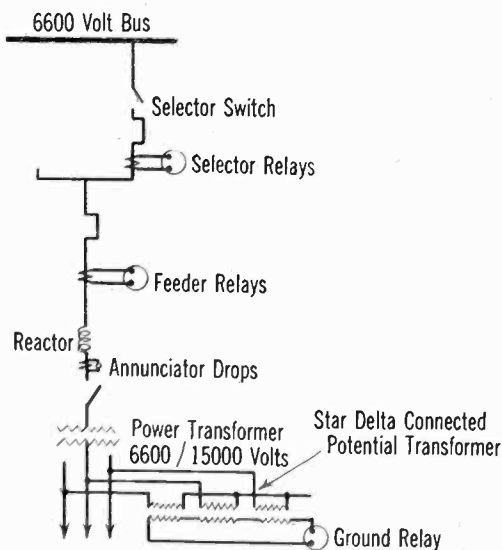 6600 Volt Bus
Selector Switch
Selector Relays
Feeder Relays
Reactor
Annunciator Drops
Power Transformer
6600 / 15000 Volts
Star Delta Connected
Potential Transformer
Ground Relay